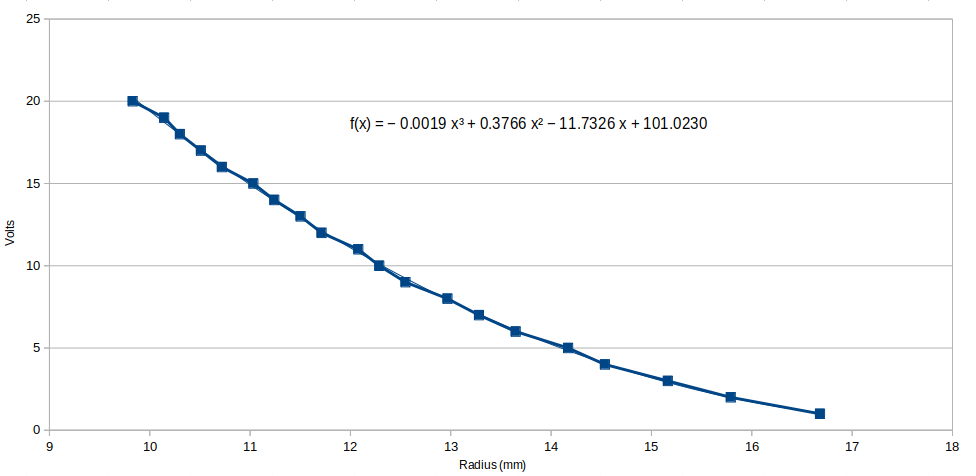 25
20
f(x) = − 0.0019 x³ + 0.3766 x² − 11.7326 x + 101.0230
15
Volts
10
5
0
9 10 11 12 13 14 15 16 17 18
Radius (mm)